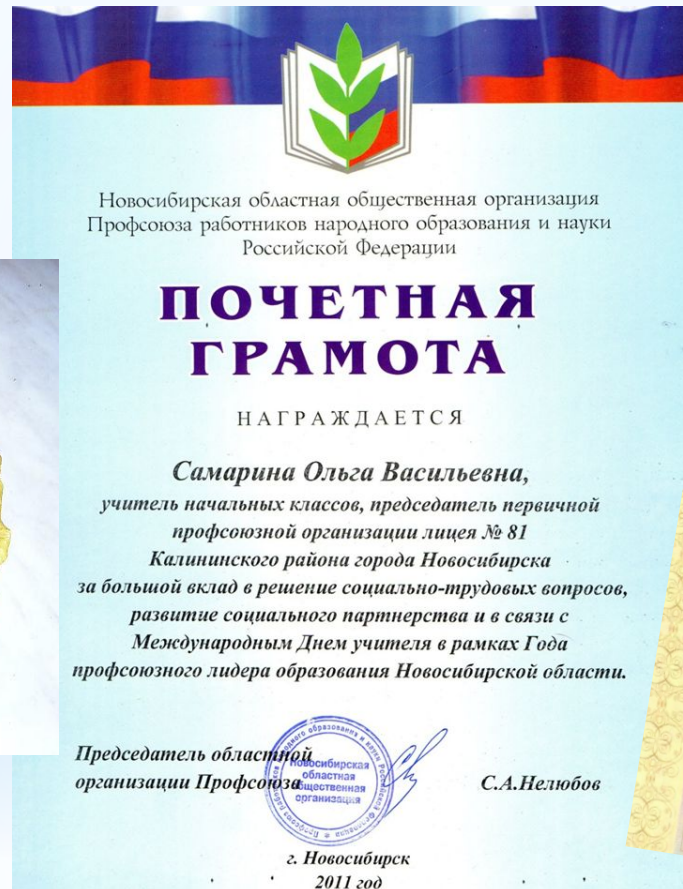 Новосибирская областная общественная организация
Профсоюза работников народного образования и науки
Российской Федерации
ПОЧЕТНАЯ
ГРАМОТА
НАГРАЖДАЕТСЯ
Самарина Ольга Васильевна,
учитель начальных классов, председатель первичной
профсоюзной организации лицея № 81
Калининского района города Новосибирска
за большой вклад в решение социально-трудовых вопросов,
развитие социального партнерства и в связи с
Международным Днем учителя в рамках Года
профсоюзного лидера образования Новосибирской области.
Председатель областной
организации Профсоюза
С.А.Нелюбов
Новосибирская
областная
общественная
организация
г. Новосибирск
2011 год